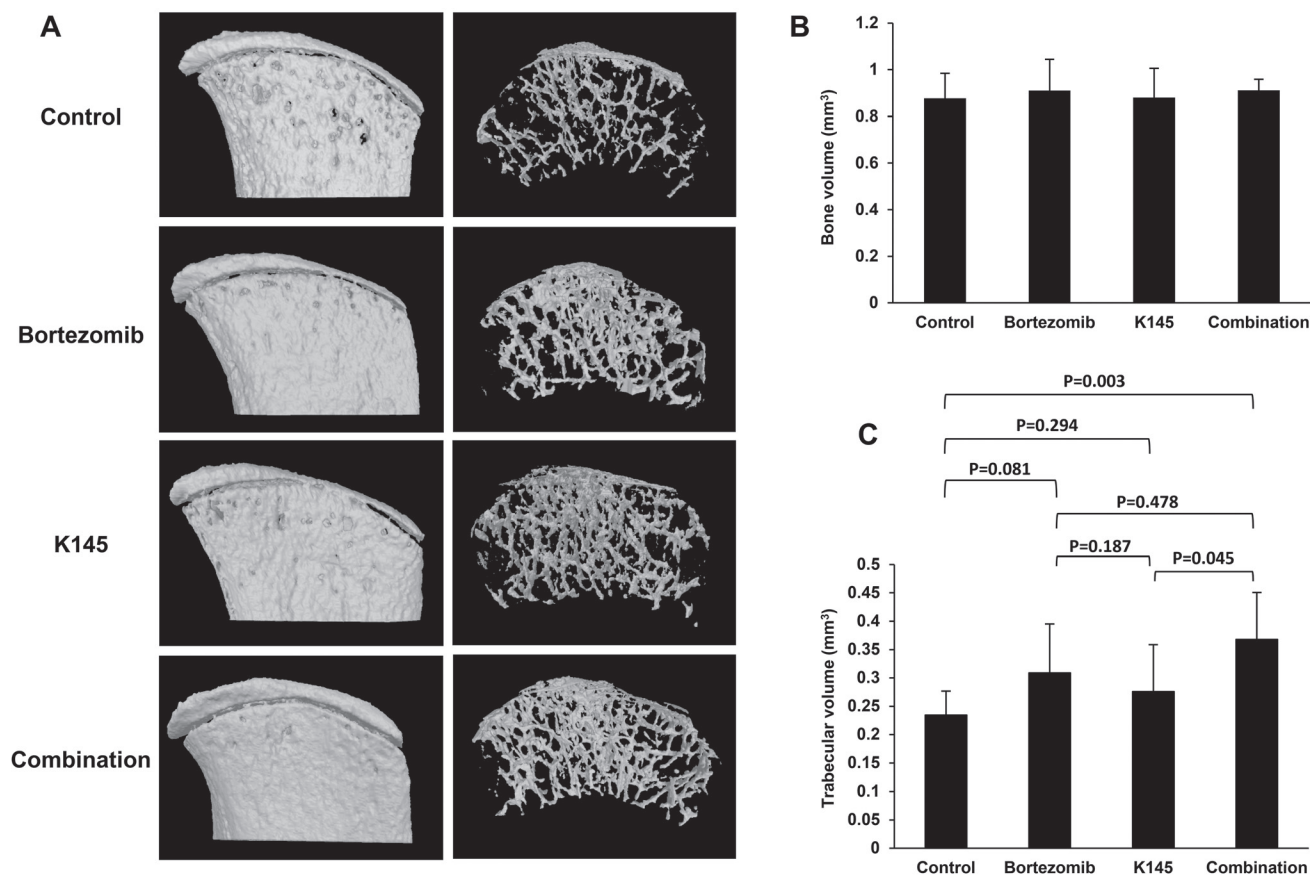 A
Control
Bortezomib
K145
Combination
B
Bone volume (mm³)
1.2
1
0.8
0.6
0.4
0.2
0
Control Bortezomib K145 Combination
C
P=0.003
P=0.294
P=0.081
P=0.478
P=0.187
P=0.045
Trabecular volume (mm³)
0.5
0.45
0.4
0.35
0.3
0.25
0.2
0.15
0.1
0.05
0
Control Bortezomib K145 Combination